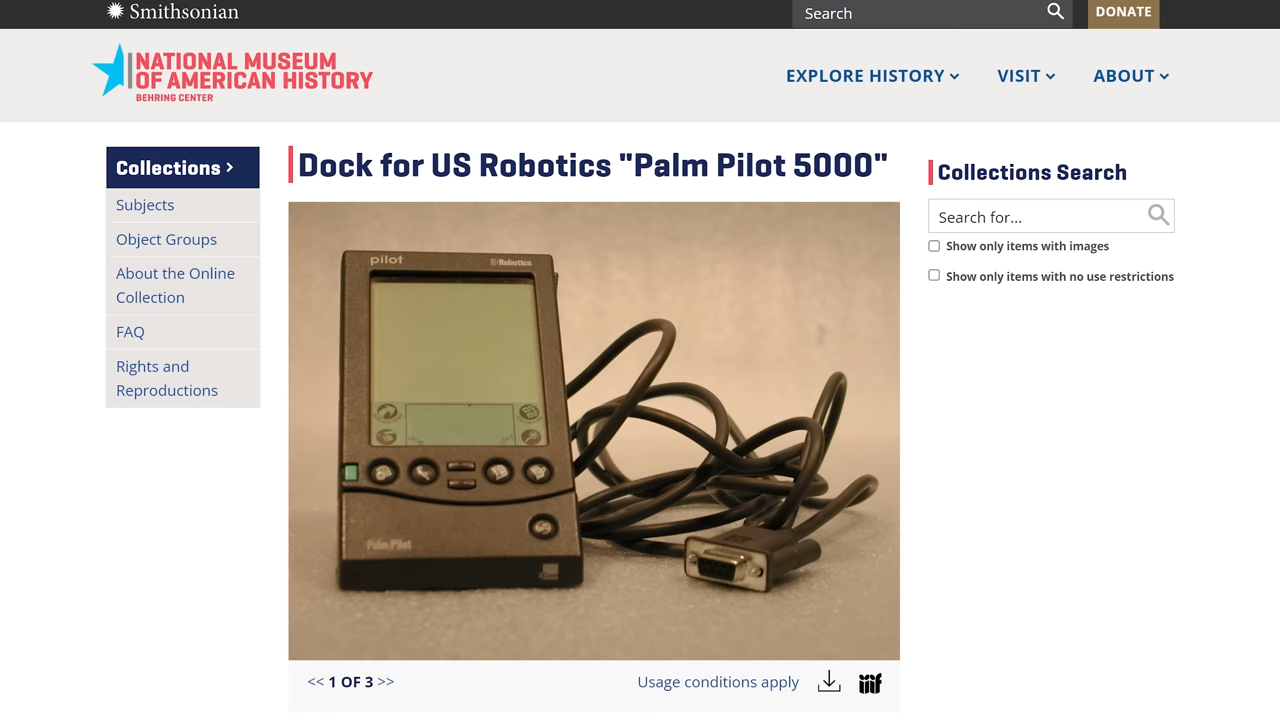 Smithsonian
Search
DONATE
NATIONAL MUSEUM
OF AMERICAN HISTORY
BEHRING CENTER
EXPLORE HISTORY
VISIT
ABOUT
Collections >
Subjects
Object Groups
About the Online
Collection
FAQ
Rights and
Reproductions
Dock for US Robotics "Palm Pilot 5000"
pilot
US Robotics
Palm Pilot
3Com
<< 1 OF 3 >>
Usage conditions apply
iiif
Collections Search
Search for...
Show only items with images
Show only items with no use restrictions